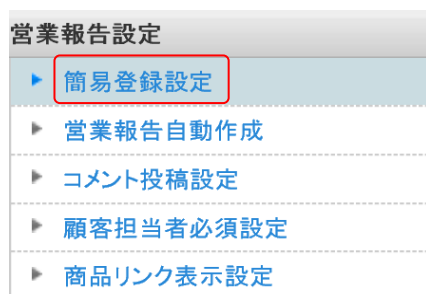 営業報告設定
簡易登録設定
営業報告自動作成
コメント投稿設定
顧客担当者必須設定
商品リンク表示設定